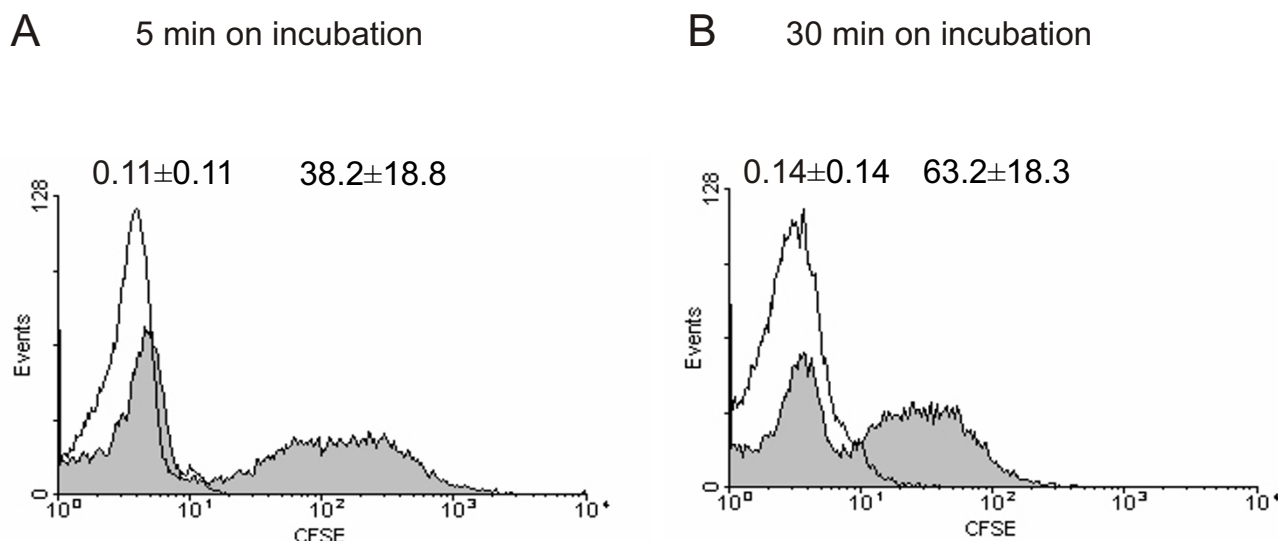 A 5 min on incubation
0.11±0.11 38.2±18.8
128
Events
0
10⁰ 10¹ 10² 10³ 10⁴
CFSE
B 30 min on incubation
0.14±0.14 63.2±18.3
128
Events
0
10⁰ 10¹ 10² 10³ 10⁴
CFSE